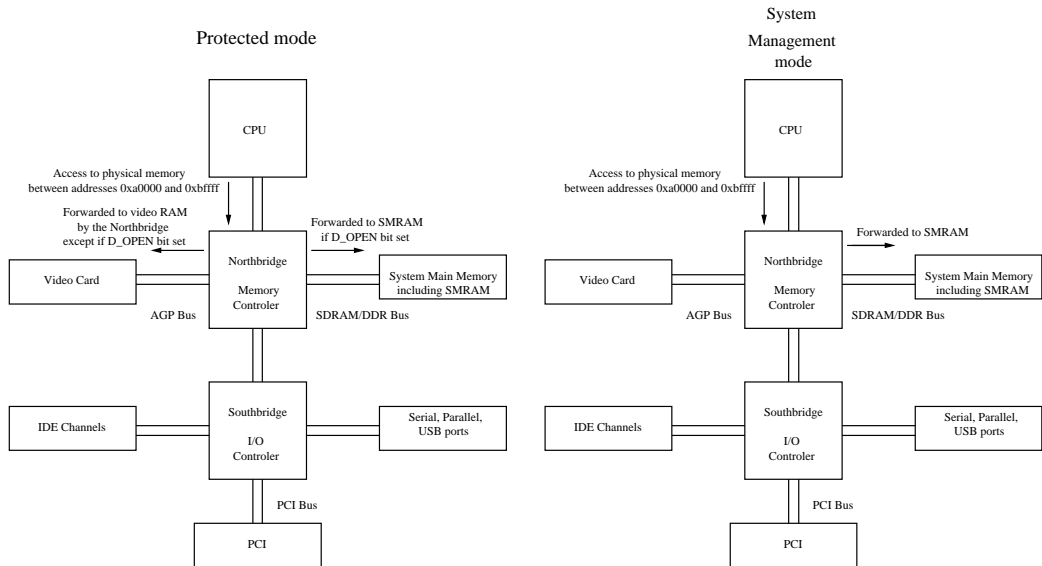 Protected mode
CPU
Access to physical memory
between addresses 0xa0000 and 0xbffff
Forwarded to video RAM
by the Northbridge
except if D_OPEN bit set
Forwarded to SMRAM
if D_OPEN bit set
Northbridge
Memory
Controler
Video Card
System Main Memory
including SMRAM
AGP Bus
SDRAM/DDR Bus
Southbridge
I/O
Controler
IDE Channels
Serial, Parallel,
USB ports
PCI Bus
PCI
System
Management
mode
CPU
Access to physical memory
between addresses 0xa0000 and 0xbffff
Forwarded to SMRAM
Northbridge
Memory
Controler
Video Card
System Main Memory
including SMRAM
AGP Bus
SDRAM/DDR Bus
Southbridge
I/O
Controler
IDE Channels
Serial, Parallel,
USB ports
PCI Bus
PCI